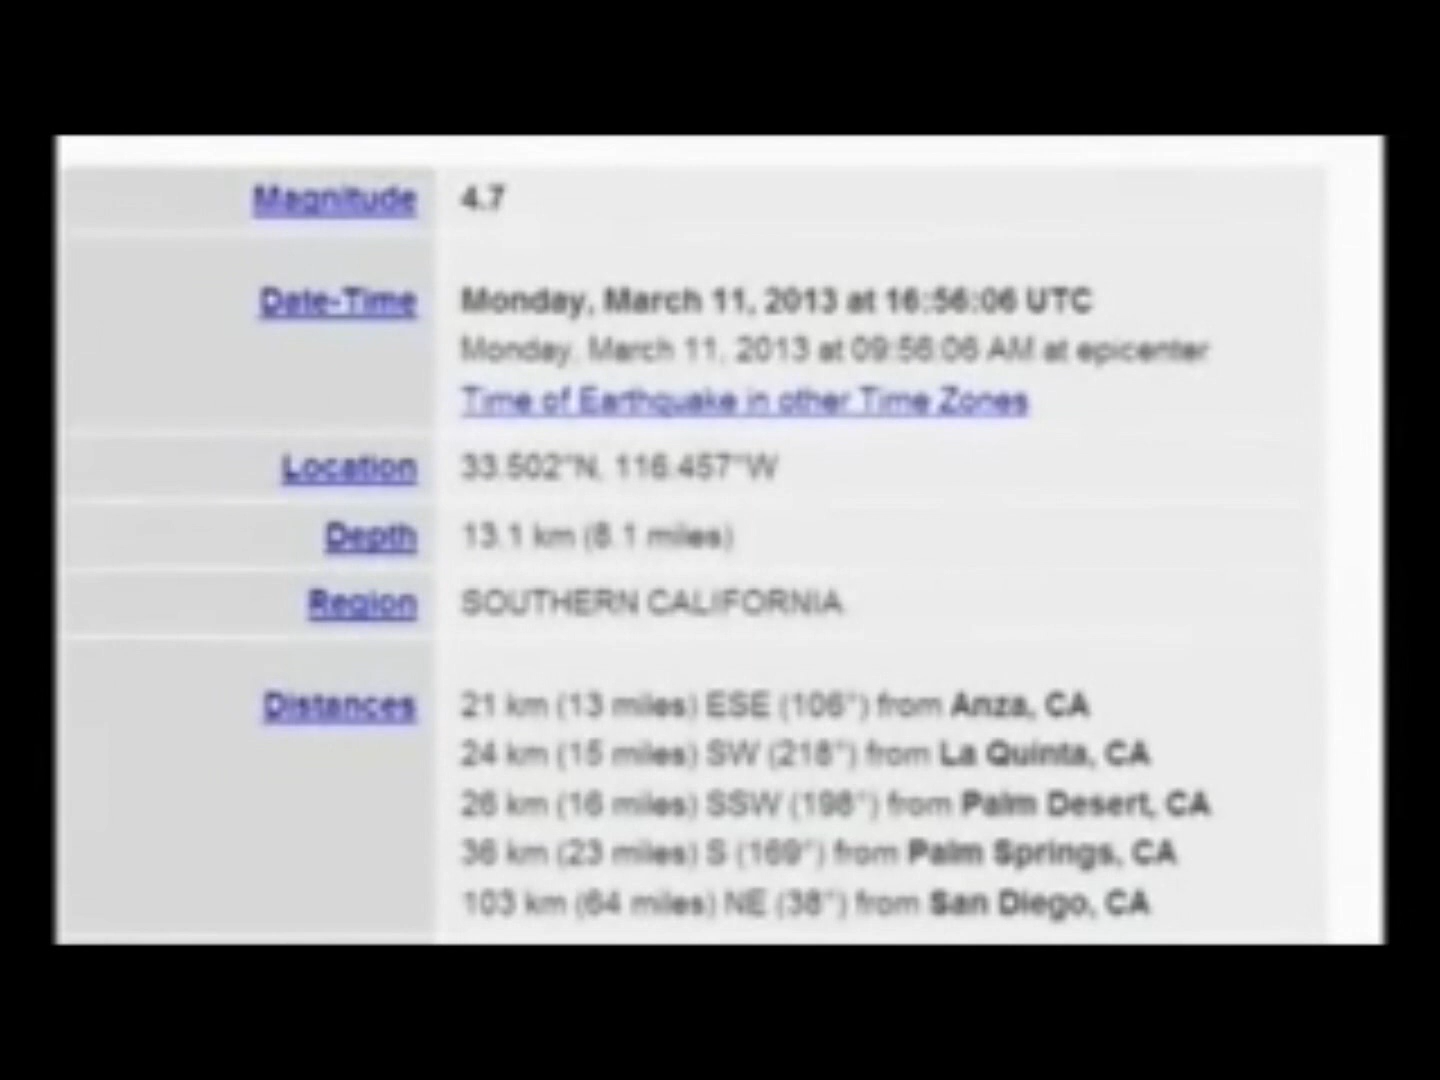 Magnitude 4.7
Date-Time Monday, March 11, 2013 at 16:56:06 UTC
Monday, March 11, 2013 at 09:56:06 AM at epicenter
Time of Earthquake in other Time Zones
Location 33.502°N, 116.457°W
Depth 13.1 km (8.1 miles)
Region SOUTHERN CALIFORNIA
Distances 21 km (13 miles) ESE (106°) from Anza, CA
24 km (15 miles) SW (218°) from La Quinta, CA
26 km (16 miles) SSW (198°) from Palm Desert, CA
36 km (23 miles) S (169°) from Palm Springs, CA
103 km (64 miles) NE (38°) from San Diego, CA